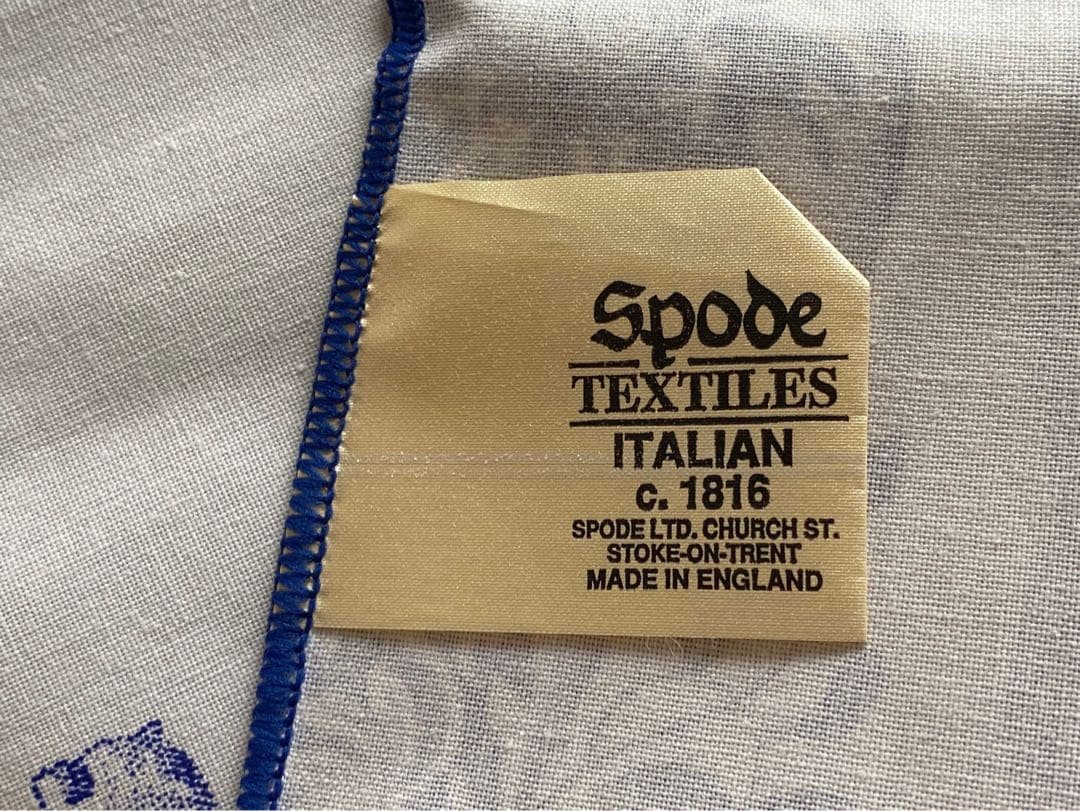 Spode
TEXTILES
ITALIAN
c. 1816
SPODE LTD. CHURCH ST.
STOKE-ON-TRENT
MADE IN ENGLAND